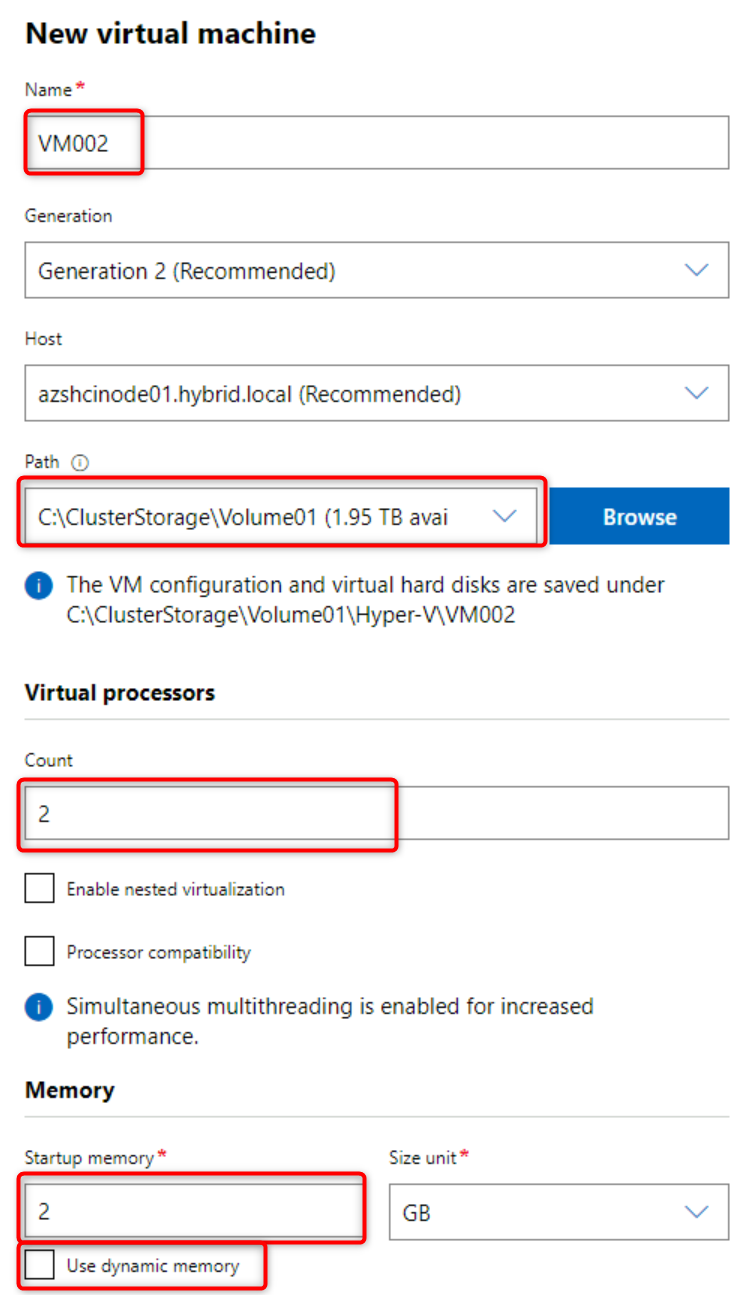 New virtual machine
Name*
VM002
Generation
Generation 2 (Recommended)
Host
azshcinode01.hybrid.local (Recommended)
Path
C:\ClusterStorage\Volume01 (1.95 TB avai
Browse
The VM configuration and virtual hard disks are saved under
C:\ClusterStorage\Volume01\Hyper-V\VM002
Virtual processors
Count
2
Enable nested virtualization
Processor compatibility
Simultaneous multithreading is enabled for increased
performance.
Memory
Startup memory* Size unit*
2 GB
Use dynamic memory